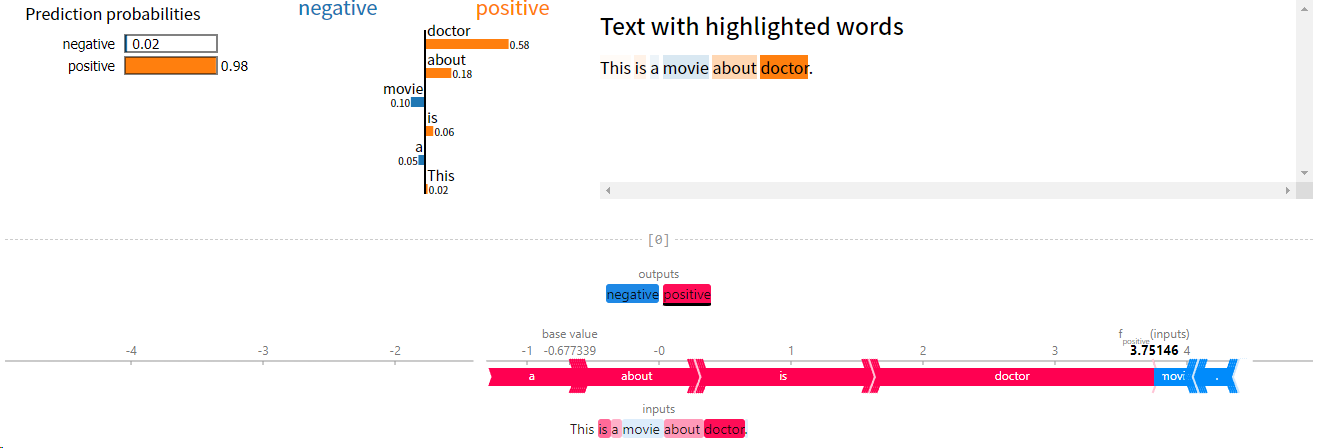 Prediction probabilities
negative 0.02
positive 0.98
negative positive
doctor
0.58
about
0.18
movie
0.10
is
0.06
a
0.05
This
0.02
Text with highlighted words
This is a movie about doctor.
[0]
outputs
negative positive
base value f positive (inputs)
-4 -3 -2 -1 -0.677339 -0 1 2 3 3.75146 4
a about is doctor movi .
inputs
This is a movie about doctor.